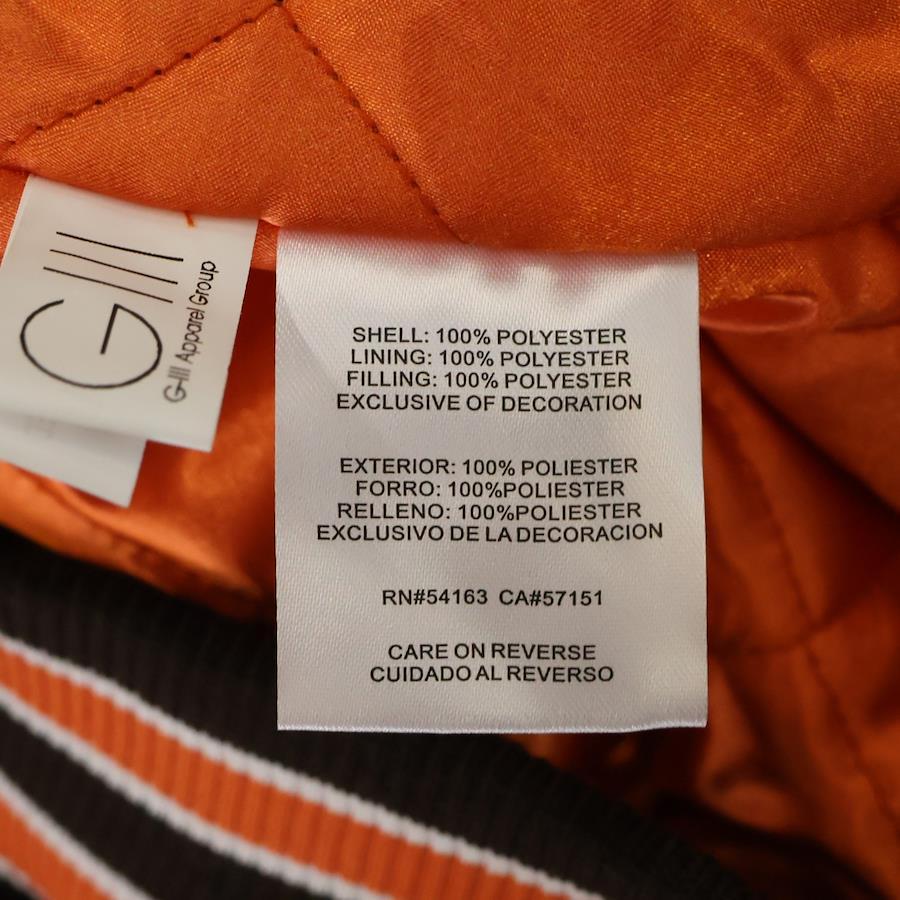 GIII
G-III Apparel Group
SHELL: 100% POLYESTER
LINING: 100% POLYESTER
FILLING: 100% POLYESTER
EXCLUSIVE OF DECORATION
EXTERIOR: 100% POLIESTER
FORRO: 100%POLIESTER
RELLENO: 100%POLIESTER
EXCLUSIVO DE LA DECORACION
RN#54163 CA#57151
CARE ON REVERSE
CUIDADO AL REVERSO